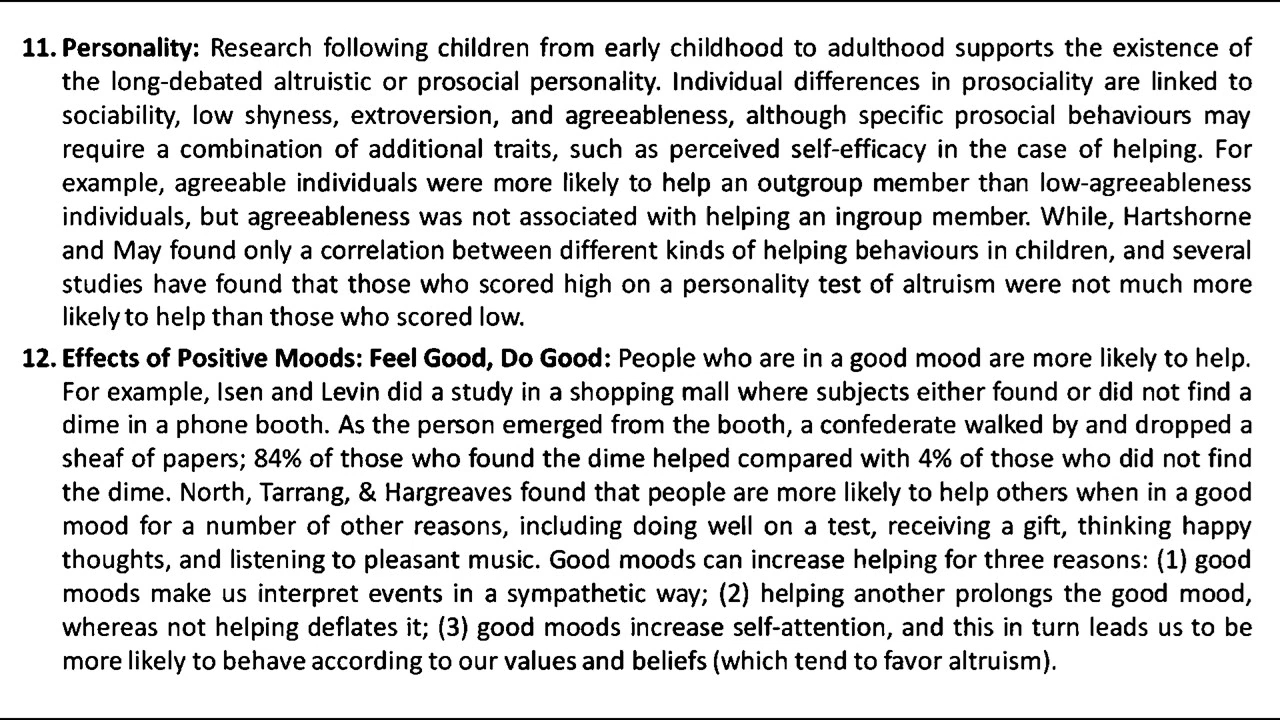 11. Personality: Research following children from early childhood to adulthood supports the existence of
the long-debated altruistic or prosocial personality. Individual differences in prosociality are linked to
sociability, low shyness, extroversion, and agreeableness, although specific prosocial behaviours may
require a combination of additional traits, such as perceived self-efficacy in the case of helping. For
example, agreeable individuals were more likely to help an outgroup member than low-agreeableness
individuals, but agreeableness was not associated with helping an ingroup member. While, Hartshorne
and May found only a correlation between different kinds of helping behaviours in children, and several
studies have found that those who scored high on a personality test of altruism were not much more
likely to help than those who scored low.
12. Effects of Positive Moods: Feel Good, Do Good: People who are in a good mood are more likely to help.
For example, Isen and Levin did a study in a shopping mall where subjects either found or did not find a
dime in a phone booth. As the person emerged from the booth, a confederate walked by and dropped a
sheaf of papers; 84% of those who found the dime helped compared with 4% of those who did not find
the dime. North, Tarrang, & Hargreaves found that people are more likely to help others when in a good
mood for a number of other reasons, including doing well on a test, receiving a gift, thinking happy
thoughts, and listening to pleasant music. Good moods can increase helping for three reasons: (1) good
moods make us interpret events in a sympathetic way; (2) helping another prolongs the good mood,
whereas not helping deflates it; (3) good moods increase self-attention, and this in turn leads us to be
more likely to behave according to our values and beliefs (which tend to favor altruism).